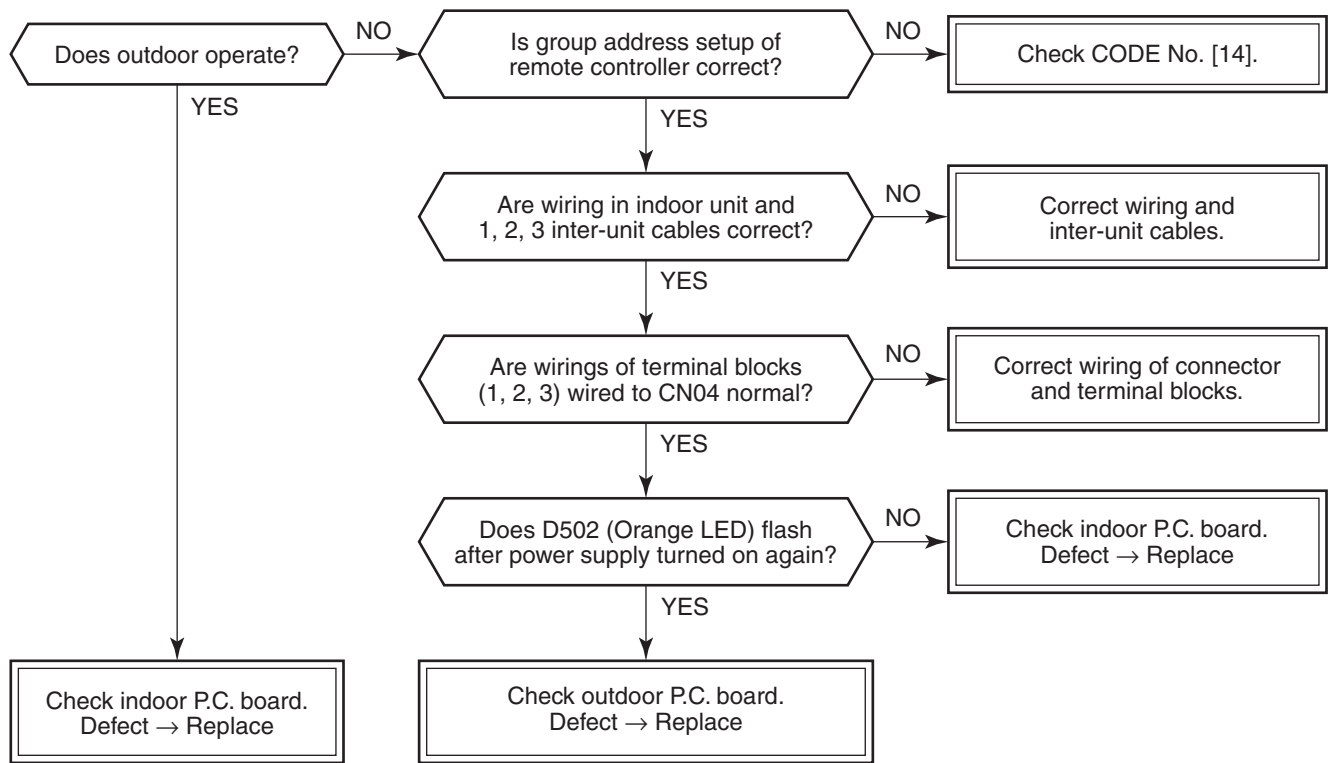 Does outdoor operate?
NO
Is group address setup of
remote controller correct?
NO
Check CODE No. [14].
YES
YES
Are wiring in indoor unit and
1, 2, 3 inter-unit cables correct?
NO
Correct wiring and
inter-unit cables.
YES
Are wirings of terminal blocks
(1, 2, 3) wired to CN04 normal?
NO
Correct wiring of connector
and terminal blocks.
YES
Does D502 (Orange LED) flash
after power supply turned on again?
NO
Check indoor P.C. board.
Defect → Replace
YES
Check indoor P.C. board.
Defect → Replace
Check outdoor P.C. board.
Defect → Replace